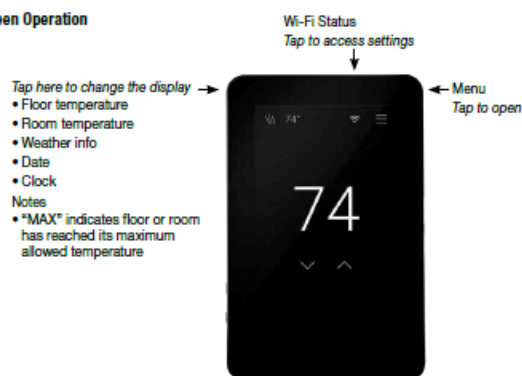 een Operation
Wi-Fi Status
Tap to access settings
Tap here to change the display
• Floor temperature
• Room temperature
• Weather info
• Date
• Clock
Notes
• "MAX" indicates floor or room
has reached its maximum
allowed temperature
Menu
Tap to open
74°
74